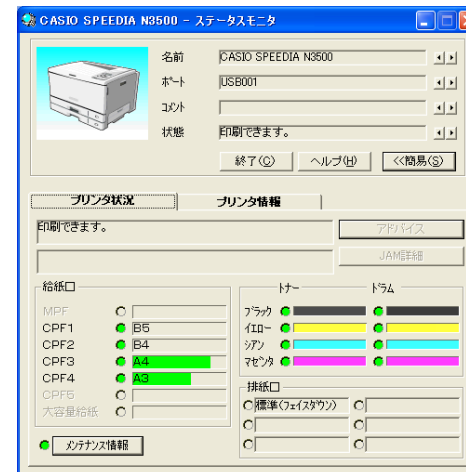 CASIO SPEEDIA N3500 - ステータスモニタ
名前 CASIO SPEEDIA N3500
ポート USB001
コメント
状態 印刷できます。
終了(C) ヘルプ(H) <<簡易(S)
プリンタ状況 プリンタ情報
印刷できます。 アドバイス
JAM詳細
給紙口 トナー ドラム
MPF ブラック
CPF1 B5 イエロー
CPF2 B4 シアン
CPF3 A4 マゼンタ
CPF4 A3 排紙口
CPF5 標準(フェイスダウン)
大容量給紙
メンテナンス情報